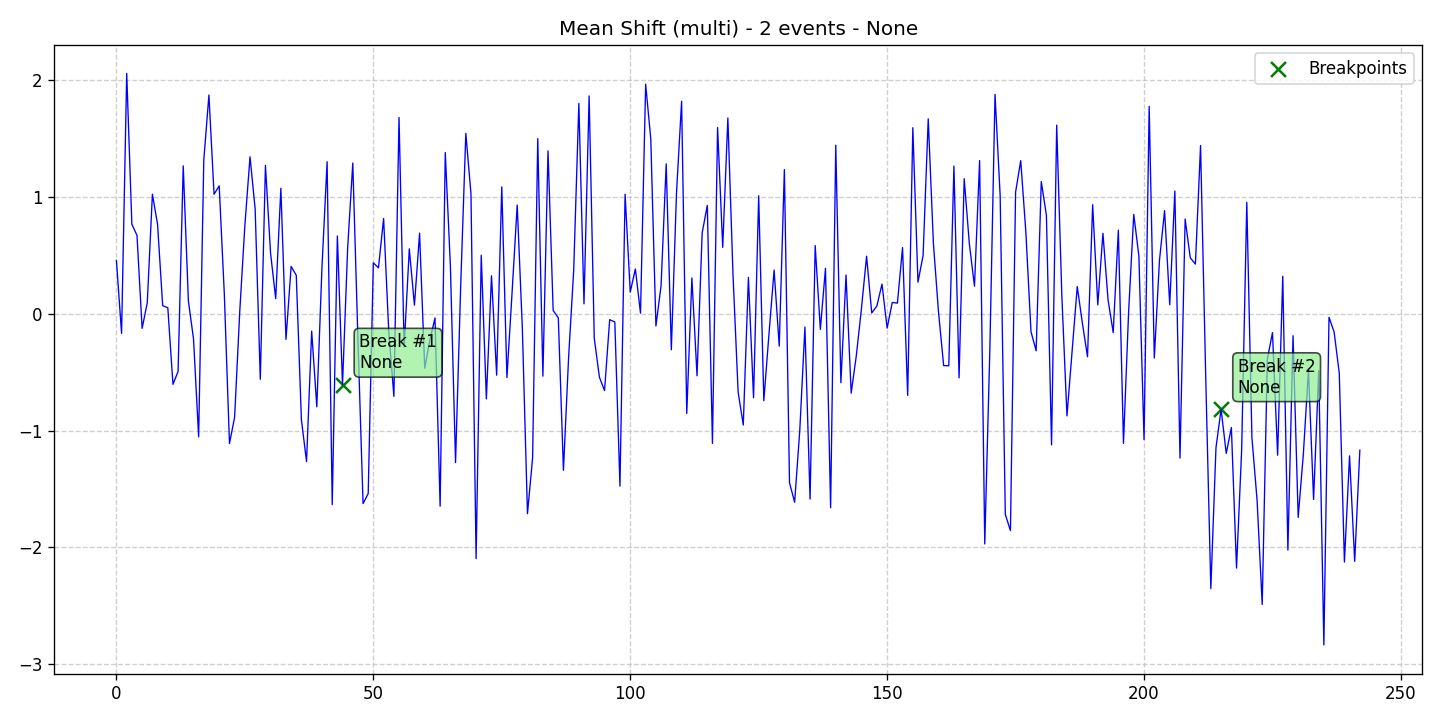 Mean Shift (multi) - 2 events - None
Breakpoints
Break #1
None
Break #2
None
2
1
0
−1
−2
−3
0
50
100
150
200
250